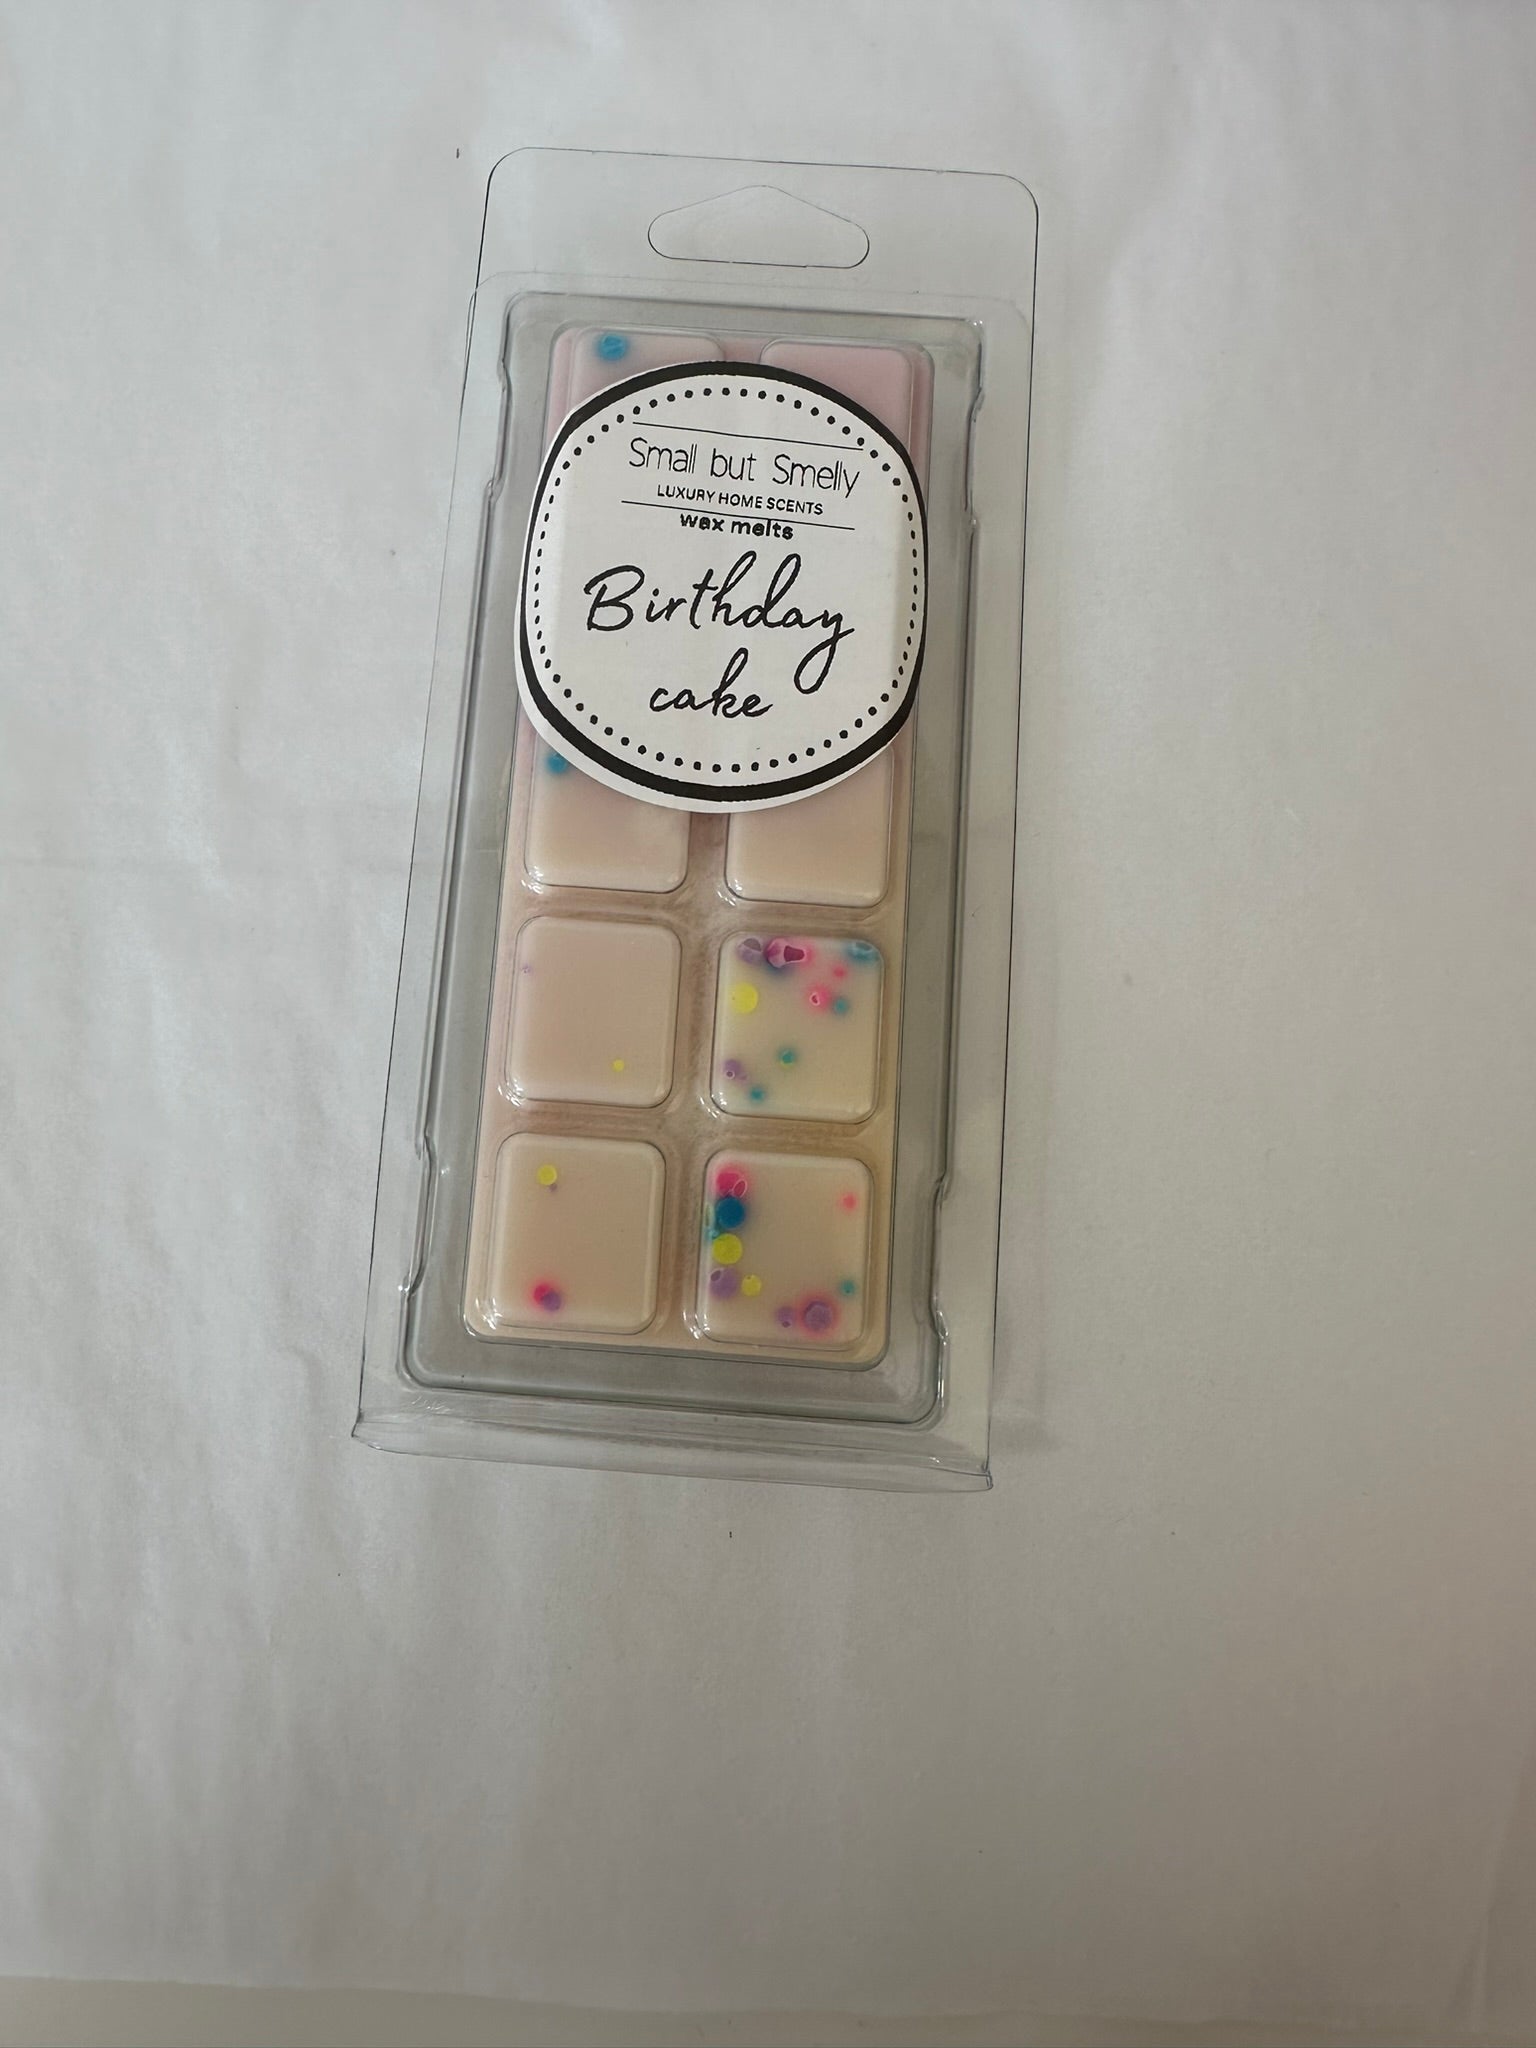 Small but Smelly
LUXURY HOME SCENTS
wax melts
Birthday
cake